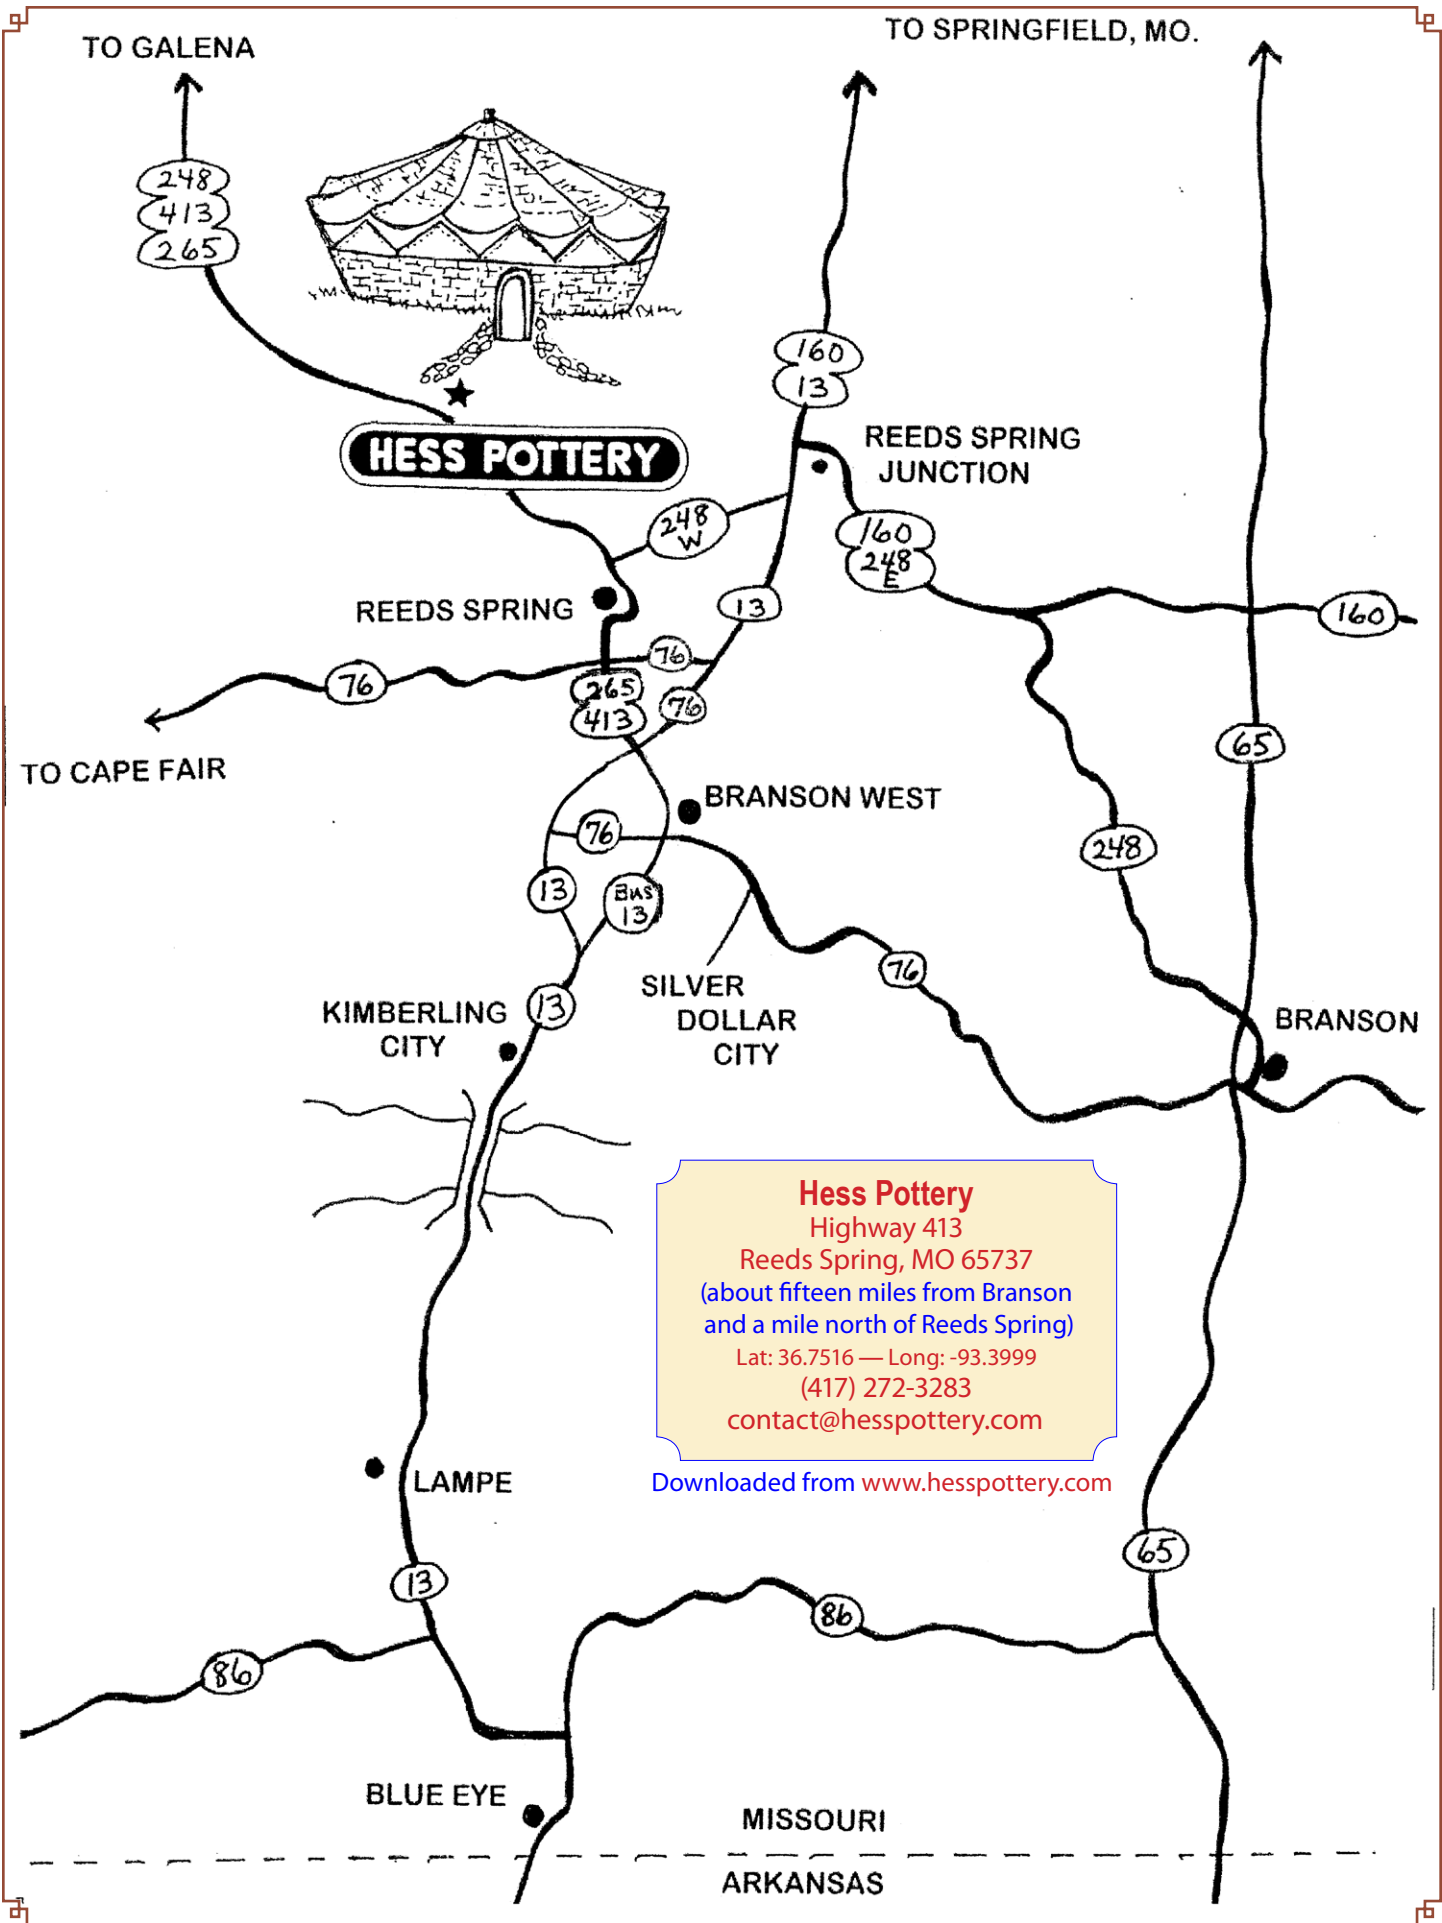 TO GALENA
TO SPRINGFIELD, MO.
248
413
265
160
13
HESS POTTERY
REEDS SPRING
JUNCTION
248
W
160
248
E
REEDS SPRING
13
160
76
76
265
413
76
65
TO CAPE FAIR
BRANSON WEST
76
248
13
BUS
13
76
SILVER
DOLLAR
CITY
KIMBERLING
CITY
13
BRANSON
Hess Pottery
Highway 413
Reeds Spring, MO 65737
(about fifteen miles from Branson
and a mile north of Reeds Spring)
Lat: 36.7516 — Long: -93.3999
(417) 272-3283
contact@hesspottery.com
Downloaded from www.hesspottery.com
LAMPE
65
13
86
86
BLUE EYE
MISSOURI
ARKANSAS